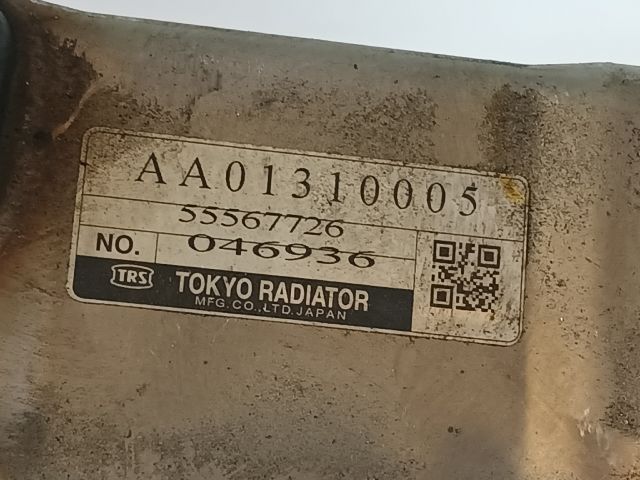 AA01310005
55567726
NO. 046936
TRS TOKYO RADIATOR
MFG.CO.,LTD.JAPAN